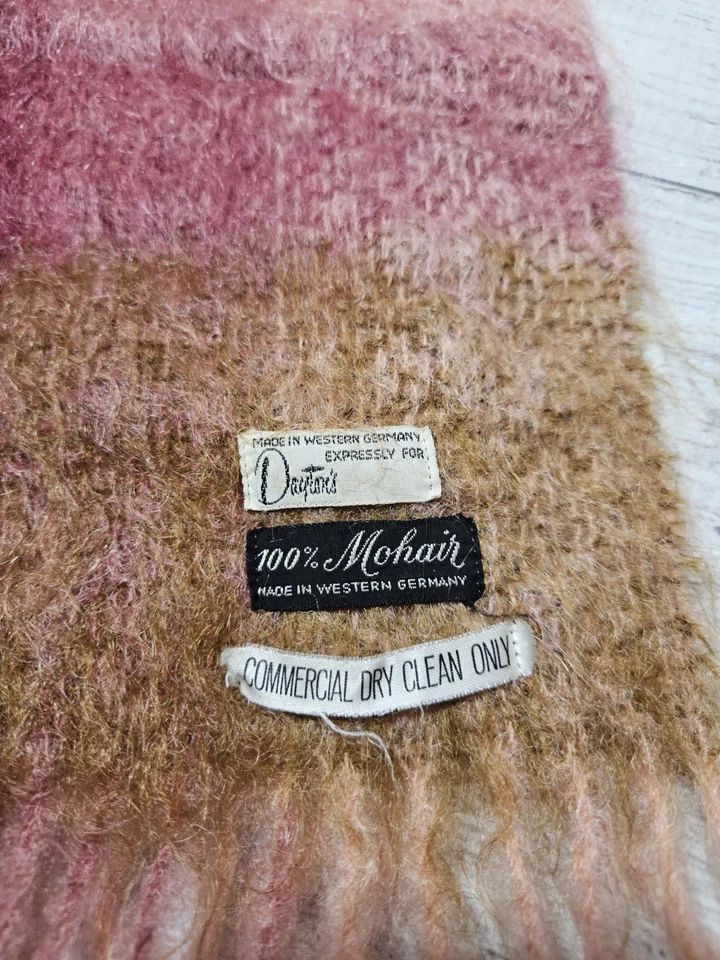 MADE IN WESTERN GERMANY
EXPRESSLY FOR
Dayton's
100% Mohair
MADE IN WESTERN GERMANY
COMMERCIAL DRY CLEAN ONLY